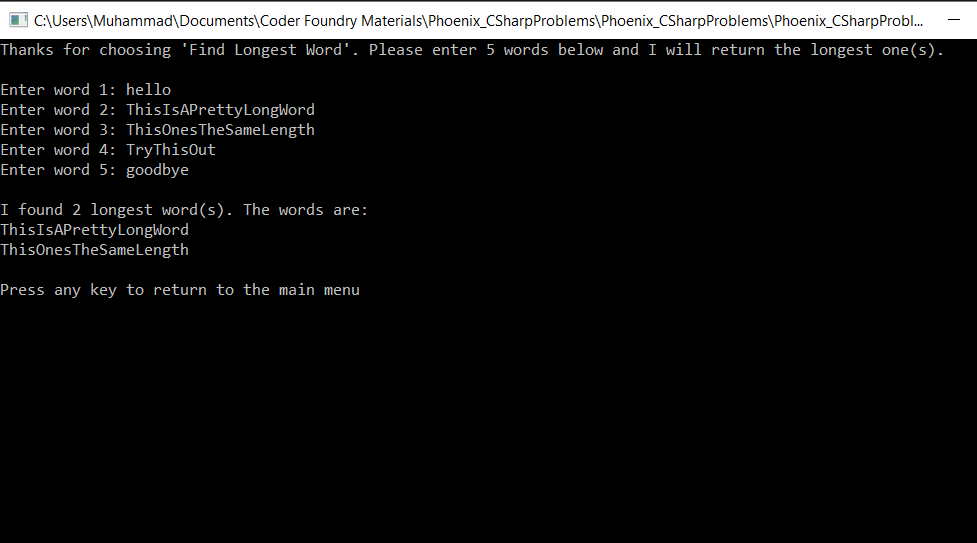 C:\Users\Muhammad\Documents\Coder Foundry Materials\Phoenix_CSharpProblems\Phoenix_CSharpProblems\Phoenix_CSharpProbl...
Thanks for choosing 'Find Longest Word'. Please enter 5 words below and I will return the longest one(s).
Enter word 1: hello
Enter word 2: ThisIsAPrettyLongWord
Enter word 3: ThisOnesTheSameLength
Enter word 4: TryThisOut
Enter word 5: goodbye
I found 2 longest word(s). The words are:
ThisIsAPrettyLongWord
ThisOnesTheSameLength
Press any key to return to the main menu